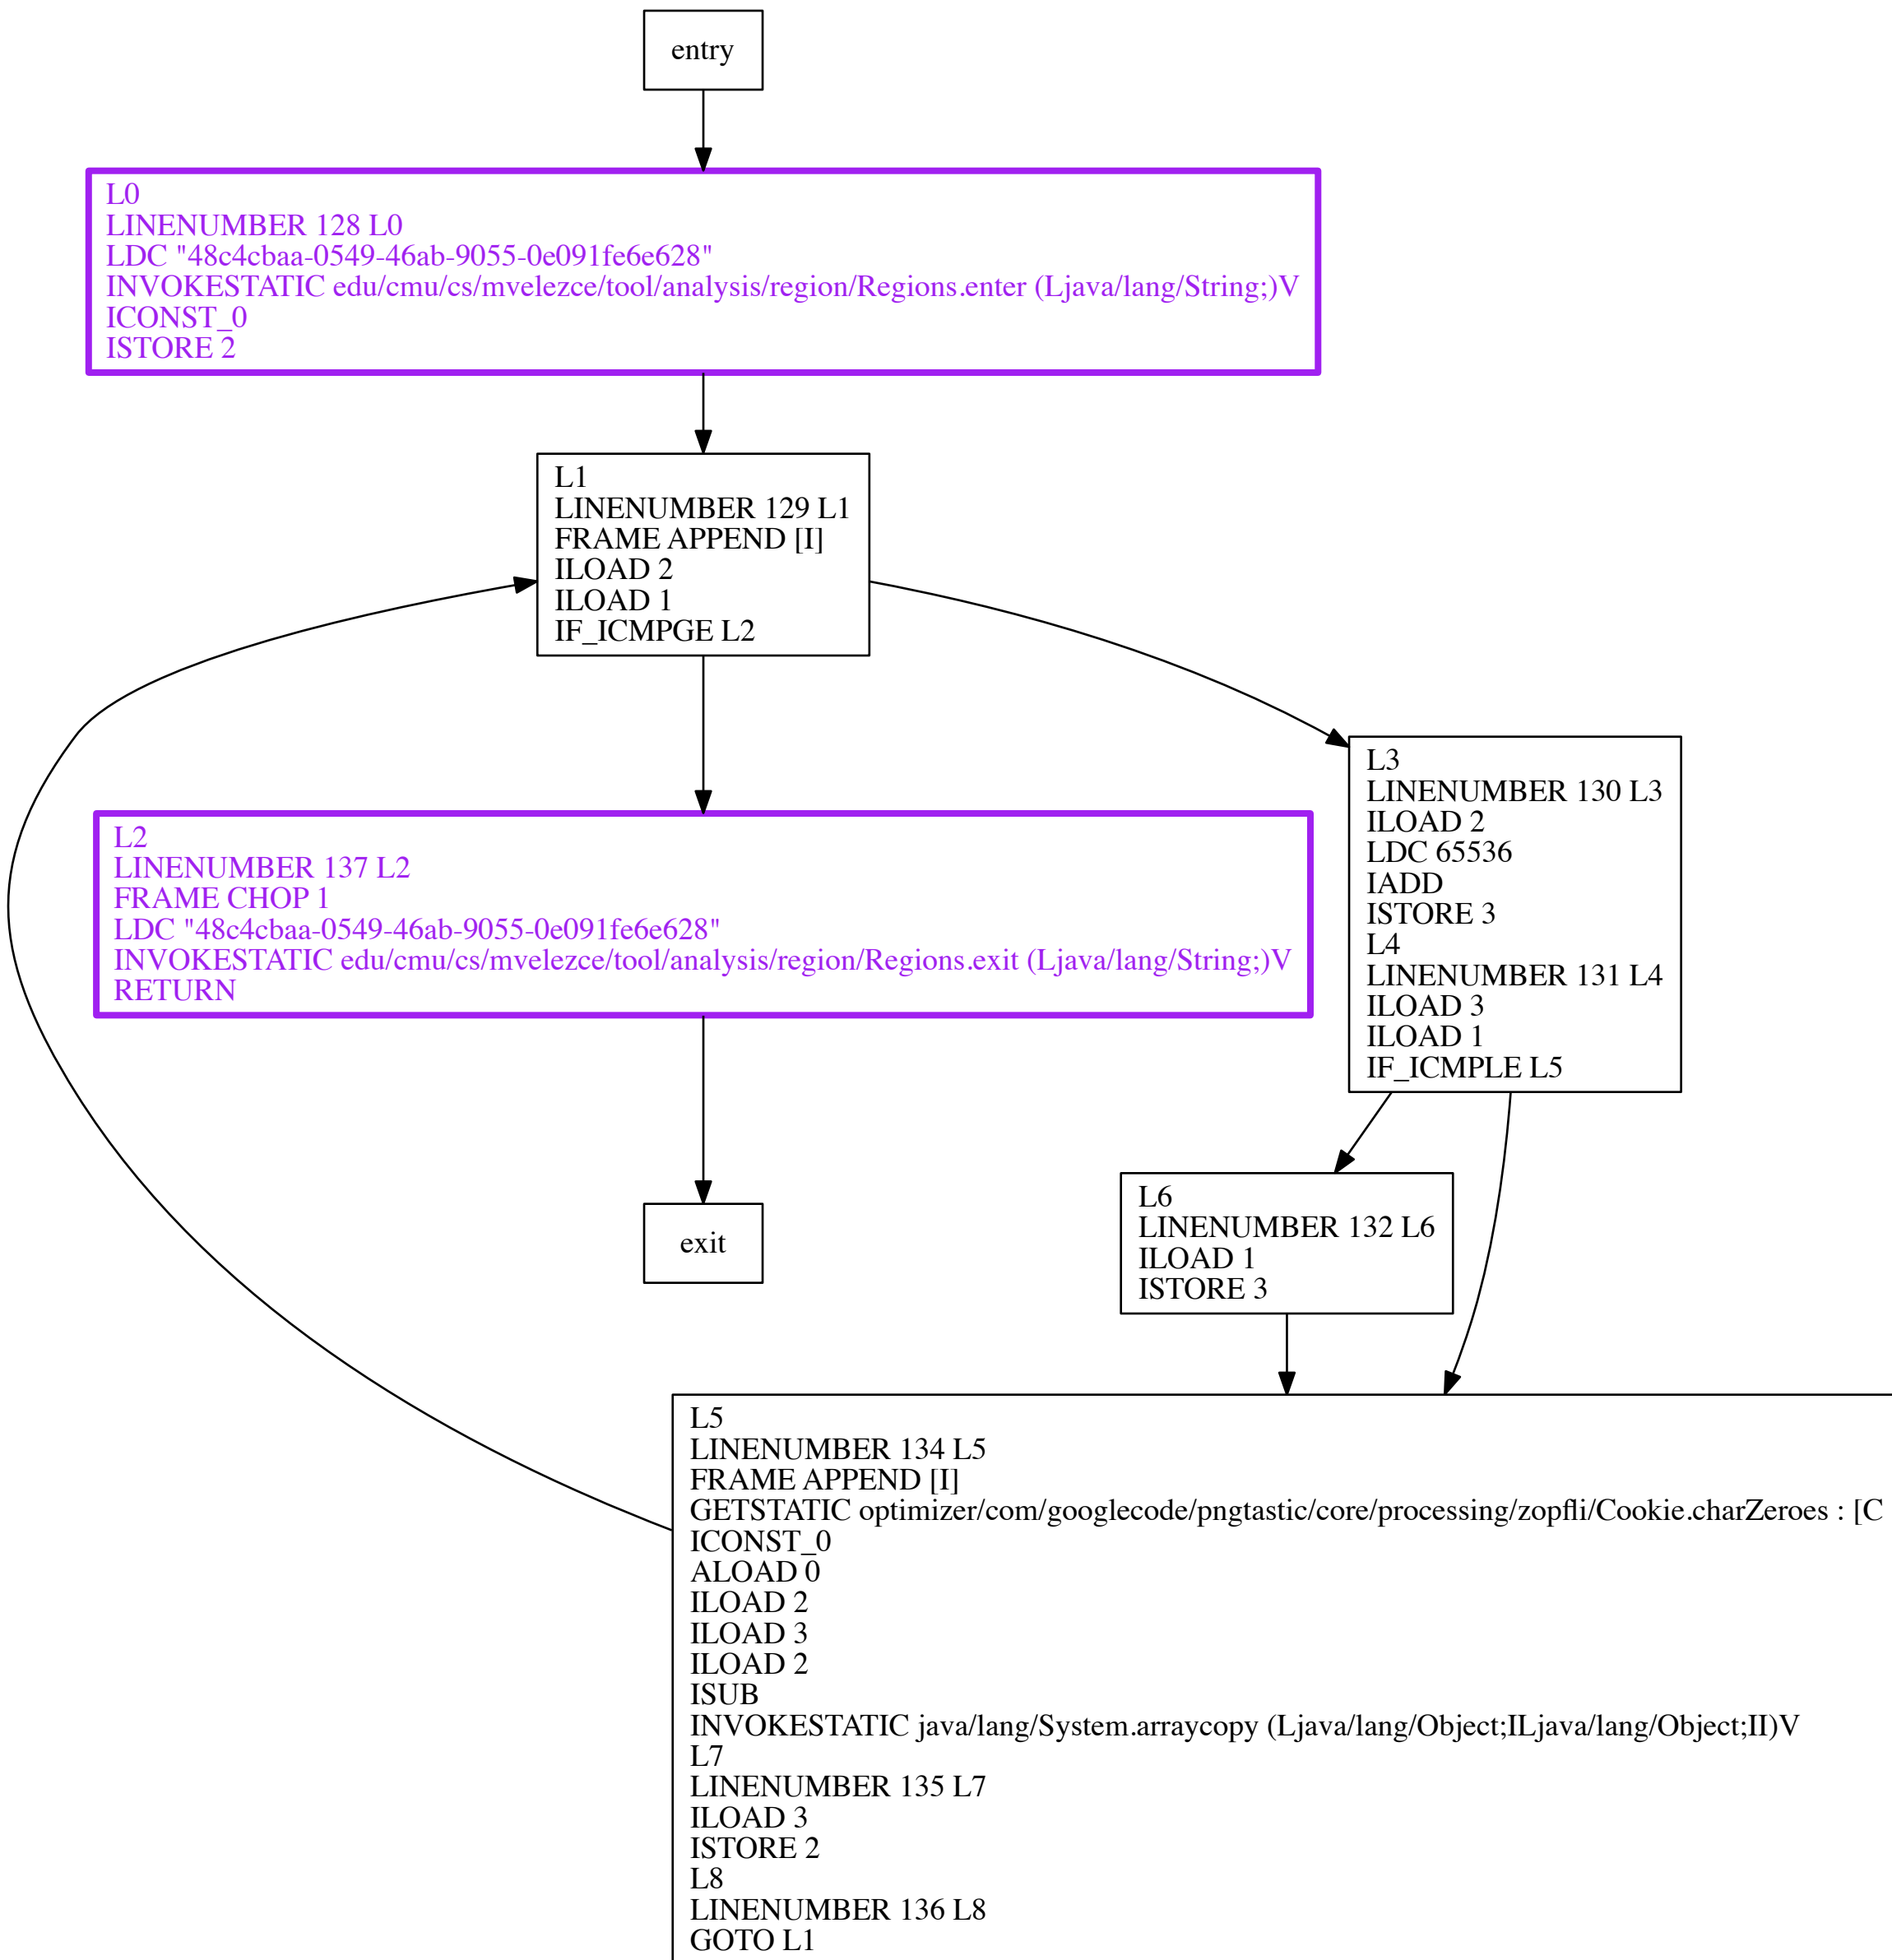 entry
L0
LINENUMBER 128 L0
LDC "48c4cbaa-0549-46ab-9055-0e091fe6e628"
INVOKESTATIC edu/cmu/cs/mvelezce/tool/analysis/region/Regions.enter (Ljava/lang/String;)V
ICONST_0
ISTORE 2
L1
LINENUMBER 129 L1
FRAME APPEND [I]
ILOAD 2
ILOAD 1
IF_ICMPGE L2
L2
LINENUMBER 137 L2
FRAME CHOP 1
LDC "48c4cbaa-0549-46ab-9055-0e091fe6e628"
INVOKESTATIC edu/cmu/cs/mvelezce/tool/analysis/region/Regions.exit (Ljava/lang/String;)V
RETURN
L3
LINENUMBER 130 L3
ILOAD 2
LDC 65536
IADD
ISTORE 3
L4
LINENUMBER 131 L4
ILOAD 3
ILOAD 1
IF_ICMPLE L5
L6
LINENUMBER 132 L6
ILOAD 1
ISTORE 3
exit
L5
LINENUMBER 134 L5
FRAME APPEND [I]
GETSTATIC optimizer/com/googlecode/pngtastic/core/processing/zopfli/Cookie.charZeroes : [C
ICONST_0
ALOAD 0
ILOAD 2
ILOAD 3
ILOAD 2
ISUB
INVOKESTATIC java/lang/System.arraycopy (Ljava/lang/Object;ILjava/lang/Object;II)V
L7
LINENUMBER 135 L7
ILOAD 3
ISTORE 2
L8
LINENUMBER 136 L8
GOTO L1